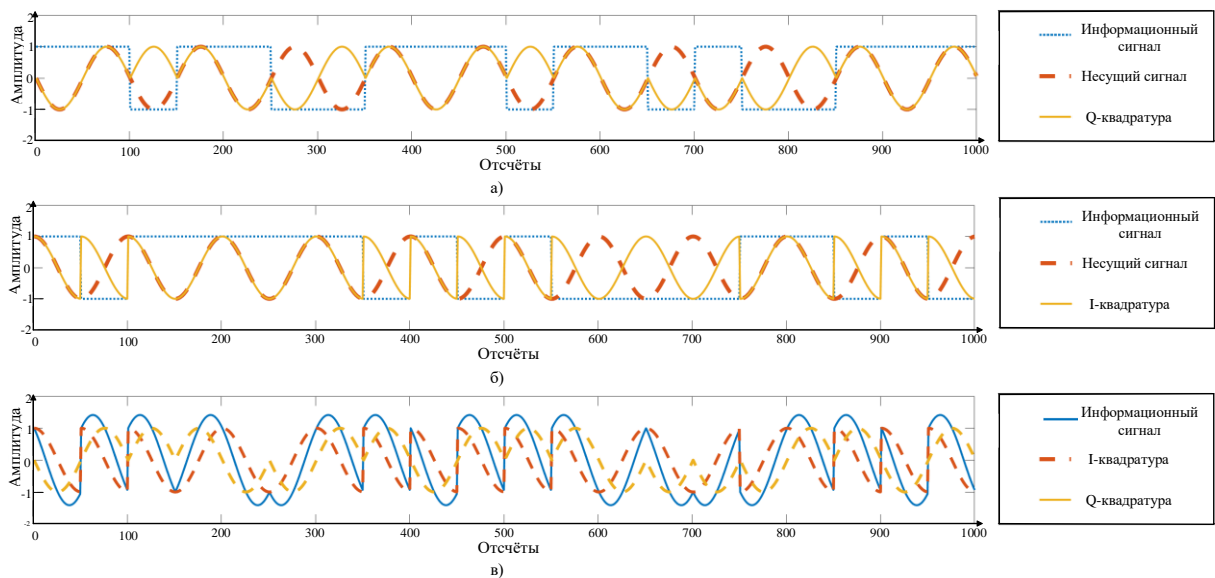 Амплитуда
2
1
0
-1
-2
0 100 200 300 400 500 600 700 800 900 1000
Отсчёты
а)
Информационный
сигнал
Несущий сигнал
Q-квадратура
Амплитуда
2
1
0
-1
-2
0 100 200 300 400 500 600 700 800 900 1000
Отсчёты
б)
Информационный
сигнал
Несущий сигнал
I-квадратура
Амплитуда
2
1
0
-1
-2
0 100 200 300 400 500 600 700 800 900 1000
Отсчёты
в)
Информационный
сигнал
I-квадратура
Q-квадратура